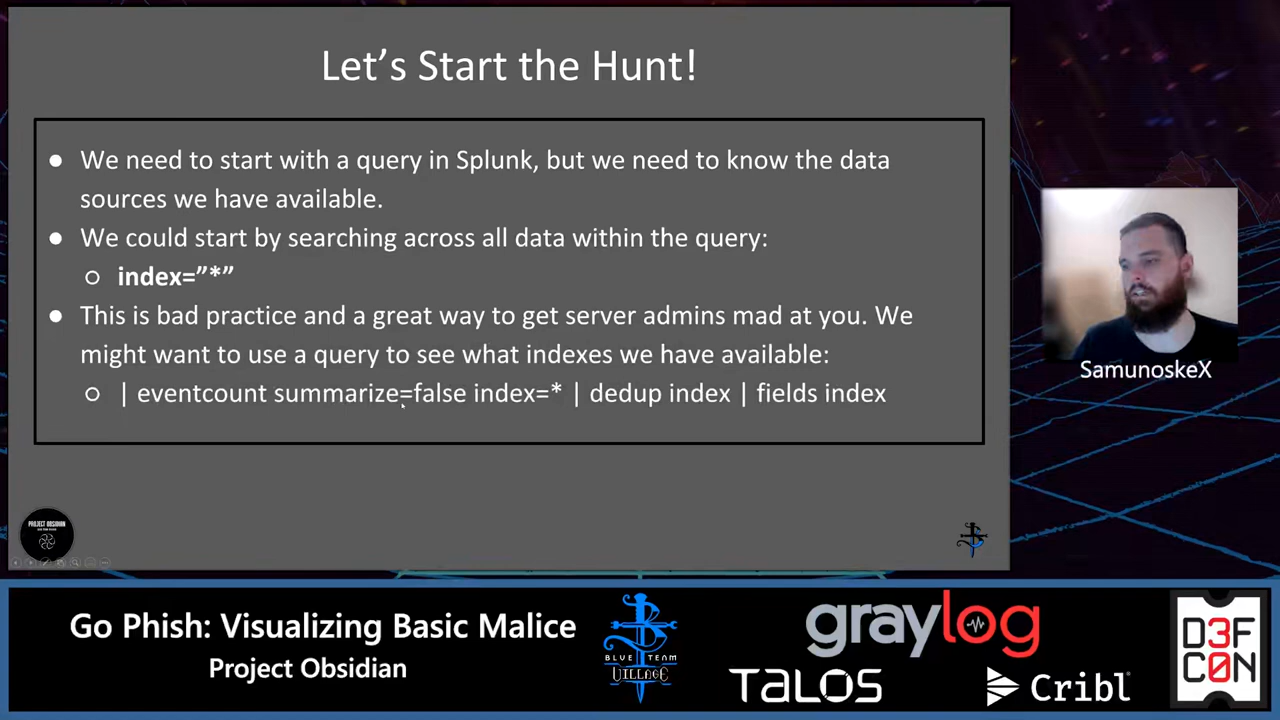 Let’s Start the Hunt!
● We need to start with a query in Splunk, but we need to know the data
sources we have available.
● We could start by searching across all data within the query:
○ index=”*”
● This is bad practice and a great way to get server admins mad at you. We
might want to use a query to see what indexes we have available:
○ | eventcount summarize=false index=* | dedup index | fields index
SamunoskeX
PROJECT OBSIDIAN
Go Phish: Visualizing Basic Malice
Project Obsidian
BLUE TEAM
VILLAGE
graylog
TALOS
Cribl
D3F
C0N